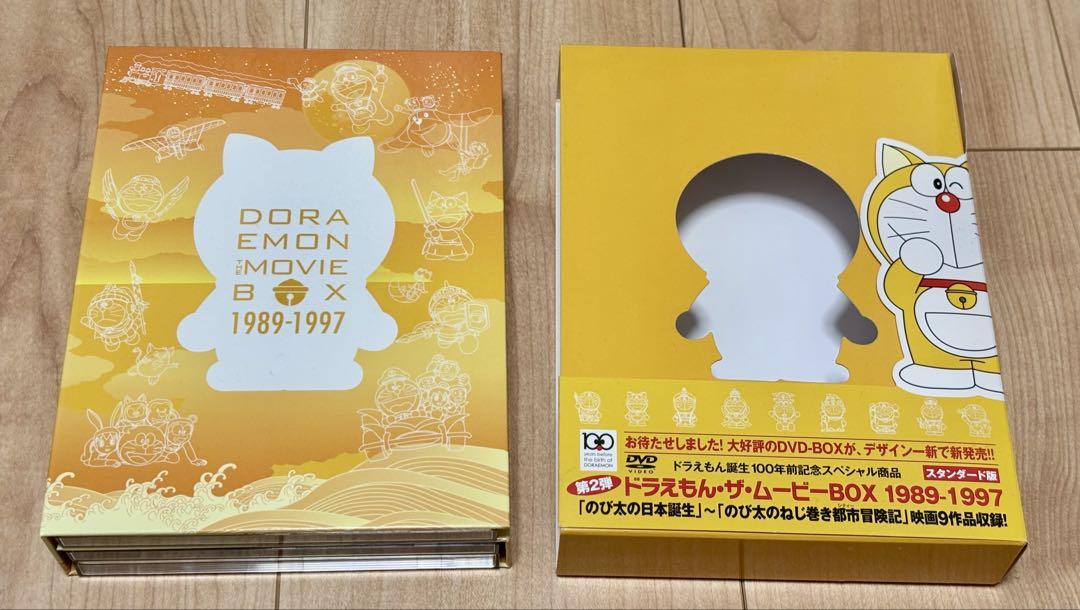 DORA
EMON
THE MOVIE
BOX
1989-1997
100
years before
the birth of
DORAEMON
お待たせしました!大好評のDVD-BOXが、デザイン一新で新発売!!
DVD
VIDEO
ドラえもん誕生100年前記念スペシャル商品
スタンダード版
第2弾
ドラえもん・ザ・ムービーBOX 1989-1997
「のび太の日本誕生」~「のび太のねじ巻き都市冒険記」映画9作品収録!